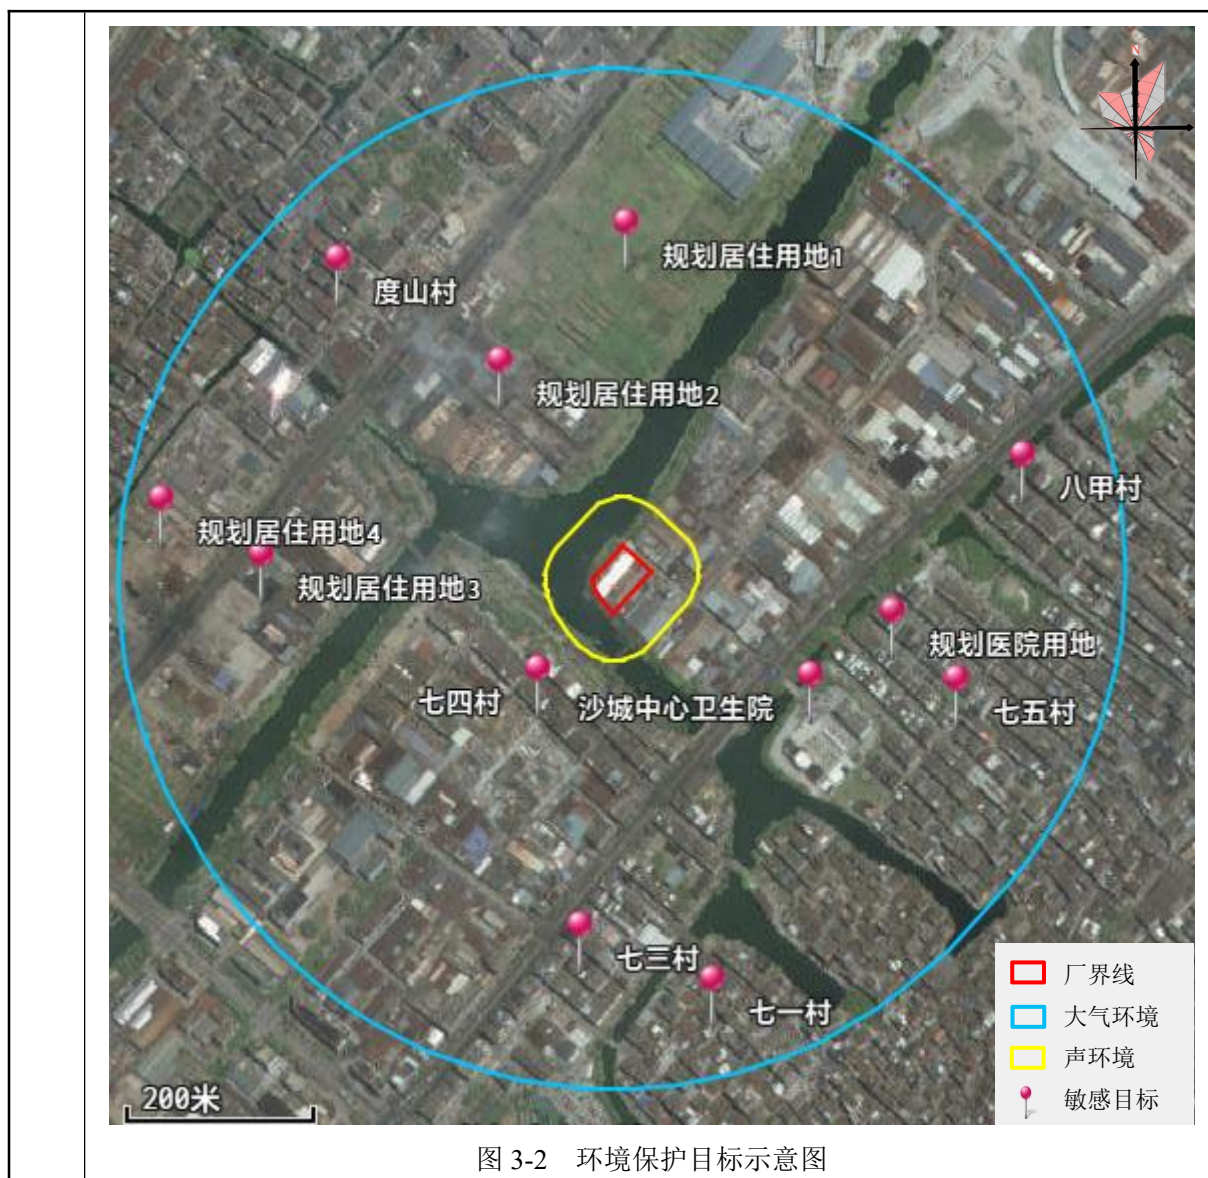 N
规划居住用地1
度山村
规划居住用地2
八甲村
规划居住用地4
规划居住用地3
规划医院用地
七四村
沙城中心卫生院
七五村
七三村
七一村
厂界线
大气环境
声环境
敏感目标
200米
图 3-2 环境保护目标示意图